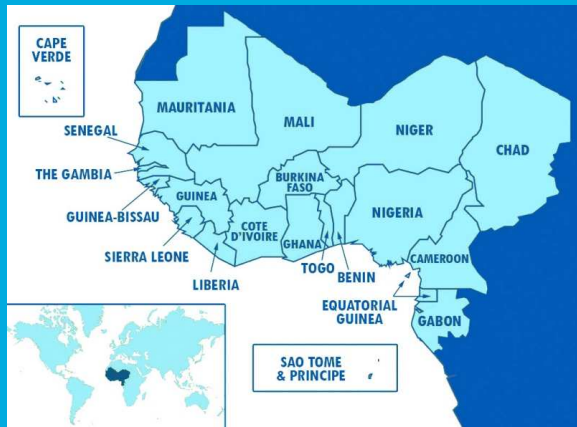 CAPE
VERDE
MAURITANIA
MALI
NIGER
CHAD
SENEGAL
THE GAMBIA
GUINEA-BISSAU
GUINEA
BURKINA
FASO
NIGERIA
SIERRA LEONE
LIBERIA
COTE
D'IVOIRE
GHANA
TOGO
BENIN
CAMEROON
EQUATORIAL
GUINEA
GABON
SAO TOME
& PRINCIPE